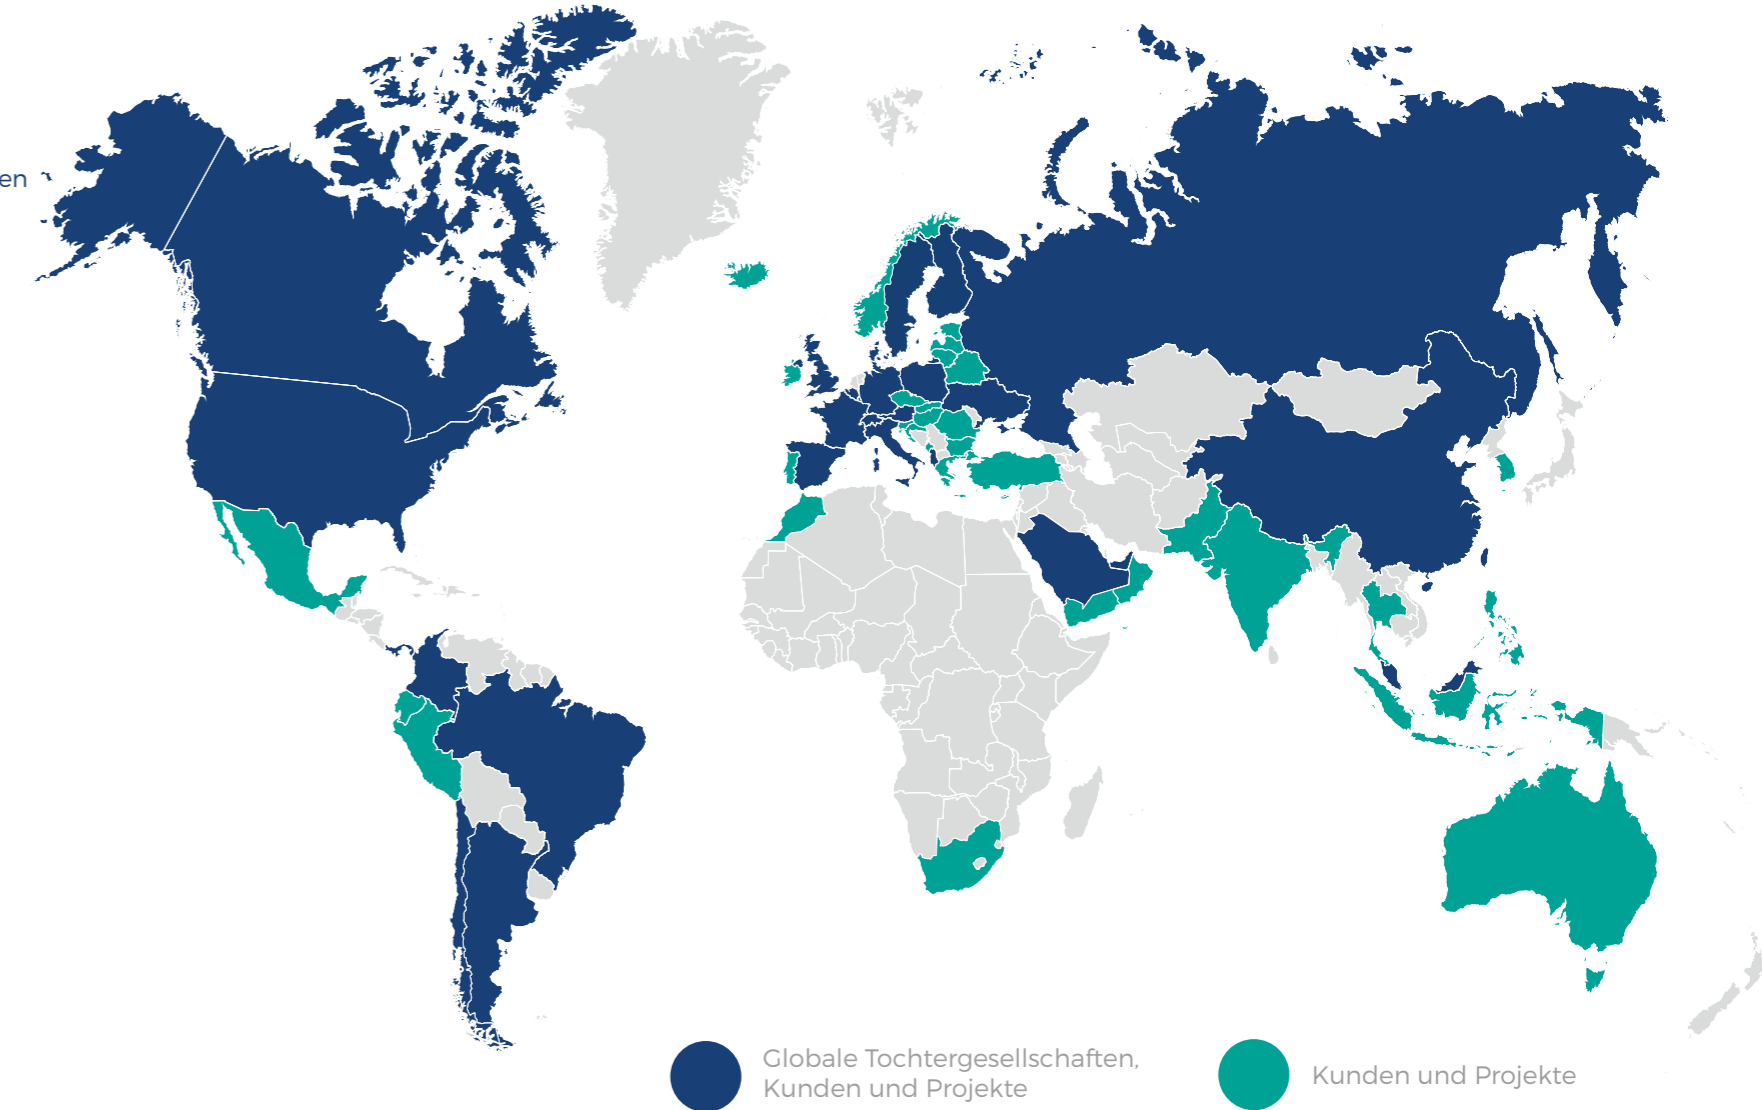 en
Globale Tochtergesellschaften,
Kunden und Projekte
Kunden und Projekte